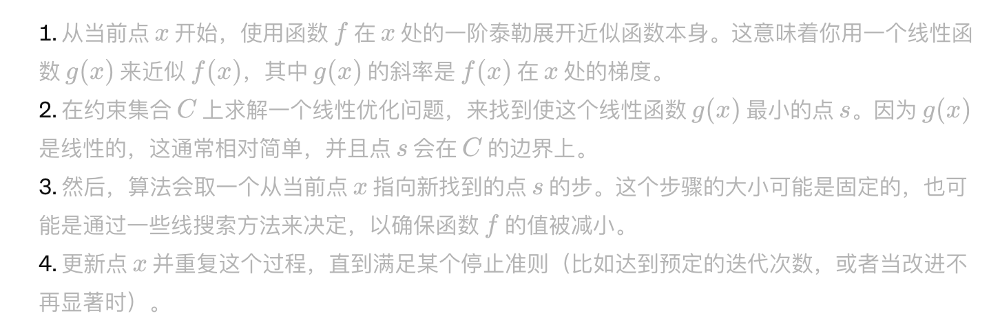 1. 从当前点 x 开始，使用函数 f 在 x 处的一阶泰勒展开近似函数本身。这意味着你用一个线性函
数 g(x) 来近似 f(x)，其中 g(x) 的斜率是 f(x) 在 x 处的梯度。
2. 在约束集合 C 上求解一个线性优化问题，来找到使这个线性函数 g(x) 最小的点 s。因为 g(x)
是线性的，这通常相对简单，并且点 s 会在 C 的边界上。
3. 然后，算法会取一个从当前点 x 指向新找到的点 s 的步。这个步骤的大小可能是固定的，也可
能是通过一些线搜索方法来决定，以确保函数 f 的值被减小。
4. 更新点 x 并重复这个过程，直到满足某个停止准则（比如达到预定的迭代次数，或者当改进不
再显著时）。